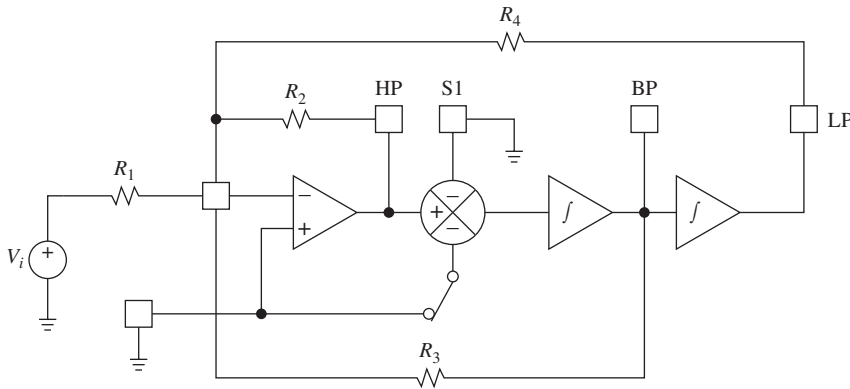 R4
R2
HP
S1
BP
LP
R1
−
−
∫
∫
+
+
−
Vi
+
R3